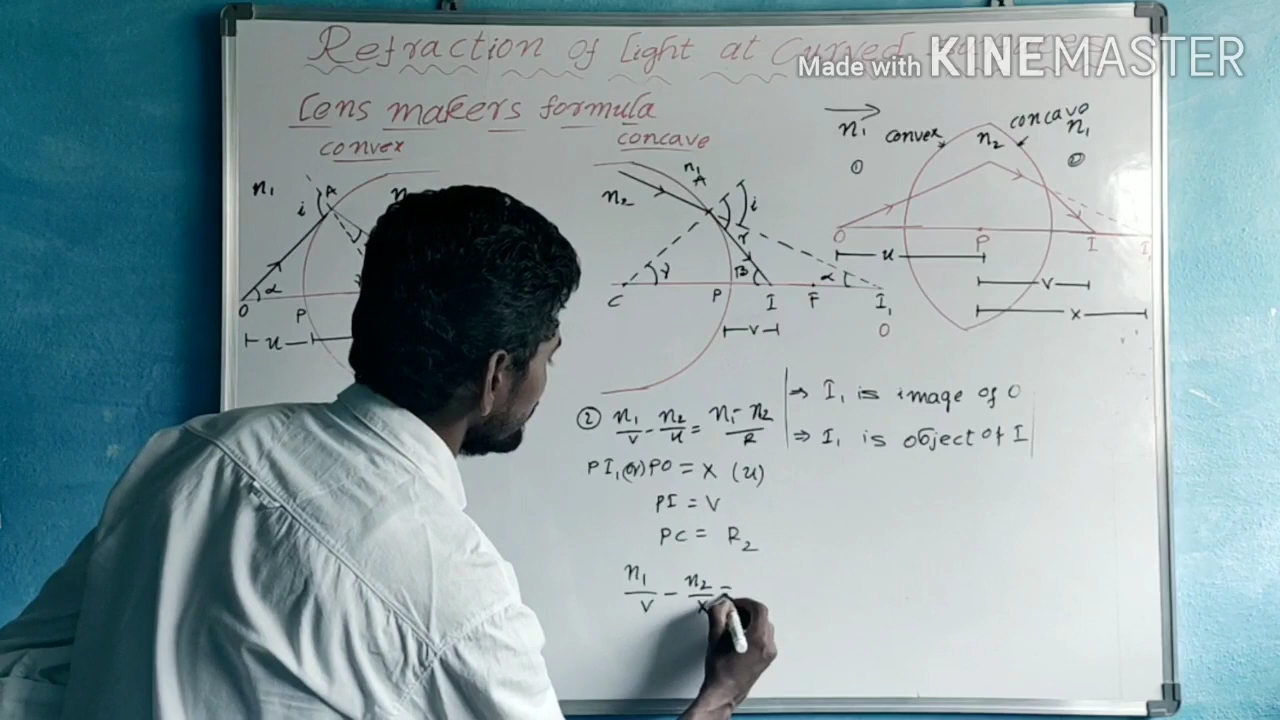 Refraction of light at Curved
Made with KINEMASTER
Lens makers formula
convex
concave
n₁
A
i
α
O
P
u
n₂
n₁
A
i
r
γ
β
α
C
P
I
F
I₁
O
v
n₁
convex
n₂
concavo
n₁
O
P
I
I₁
u
v
x
② n₁/v - n₂/u = n₁ - n₂/R
PI₁(or)PO = x (u)
PI = v
PC = R₂
n₁/v - n₂/x =
⇒ I₁ is image of O
⇒ I₁ is object of I